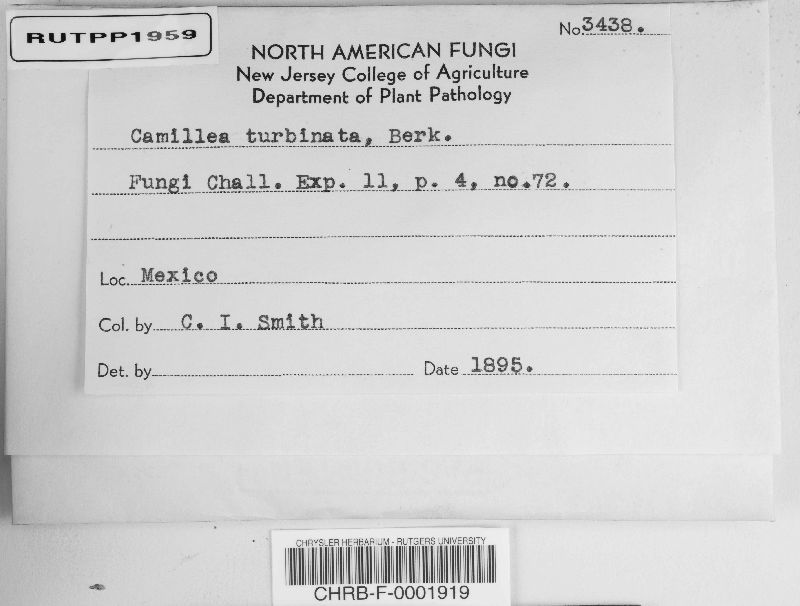 RUTPP1959
No.3438.
NORTH AMERICAN FUNGI
New Jersey College of Agriculture
Department of Plant Pathology
Camillea turbinata, Berk.
Fungi Chall. Exp. 11, p. 4, no.72.
Loc. Mexico
Col. by C. I. Smith
Det. by Date 1895.
CHRYSLER HERBARIUM - RUTGERS UNIVERSITY
CHRB-F-0001919